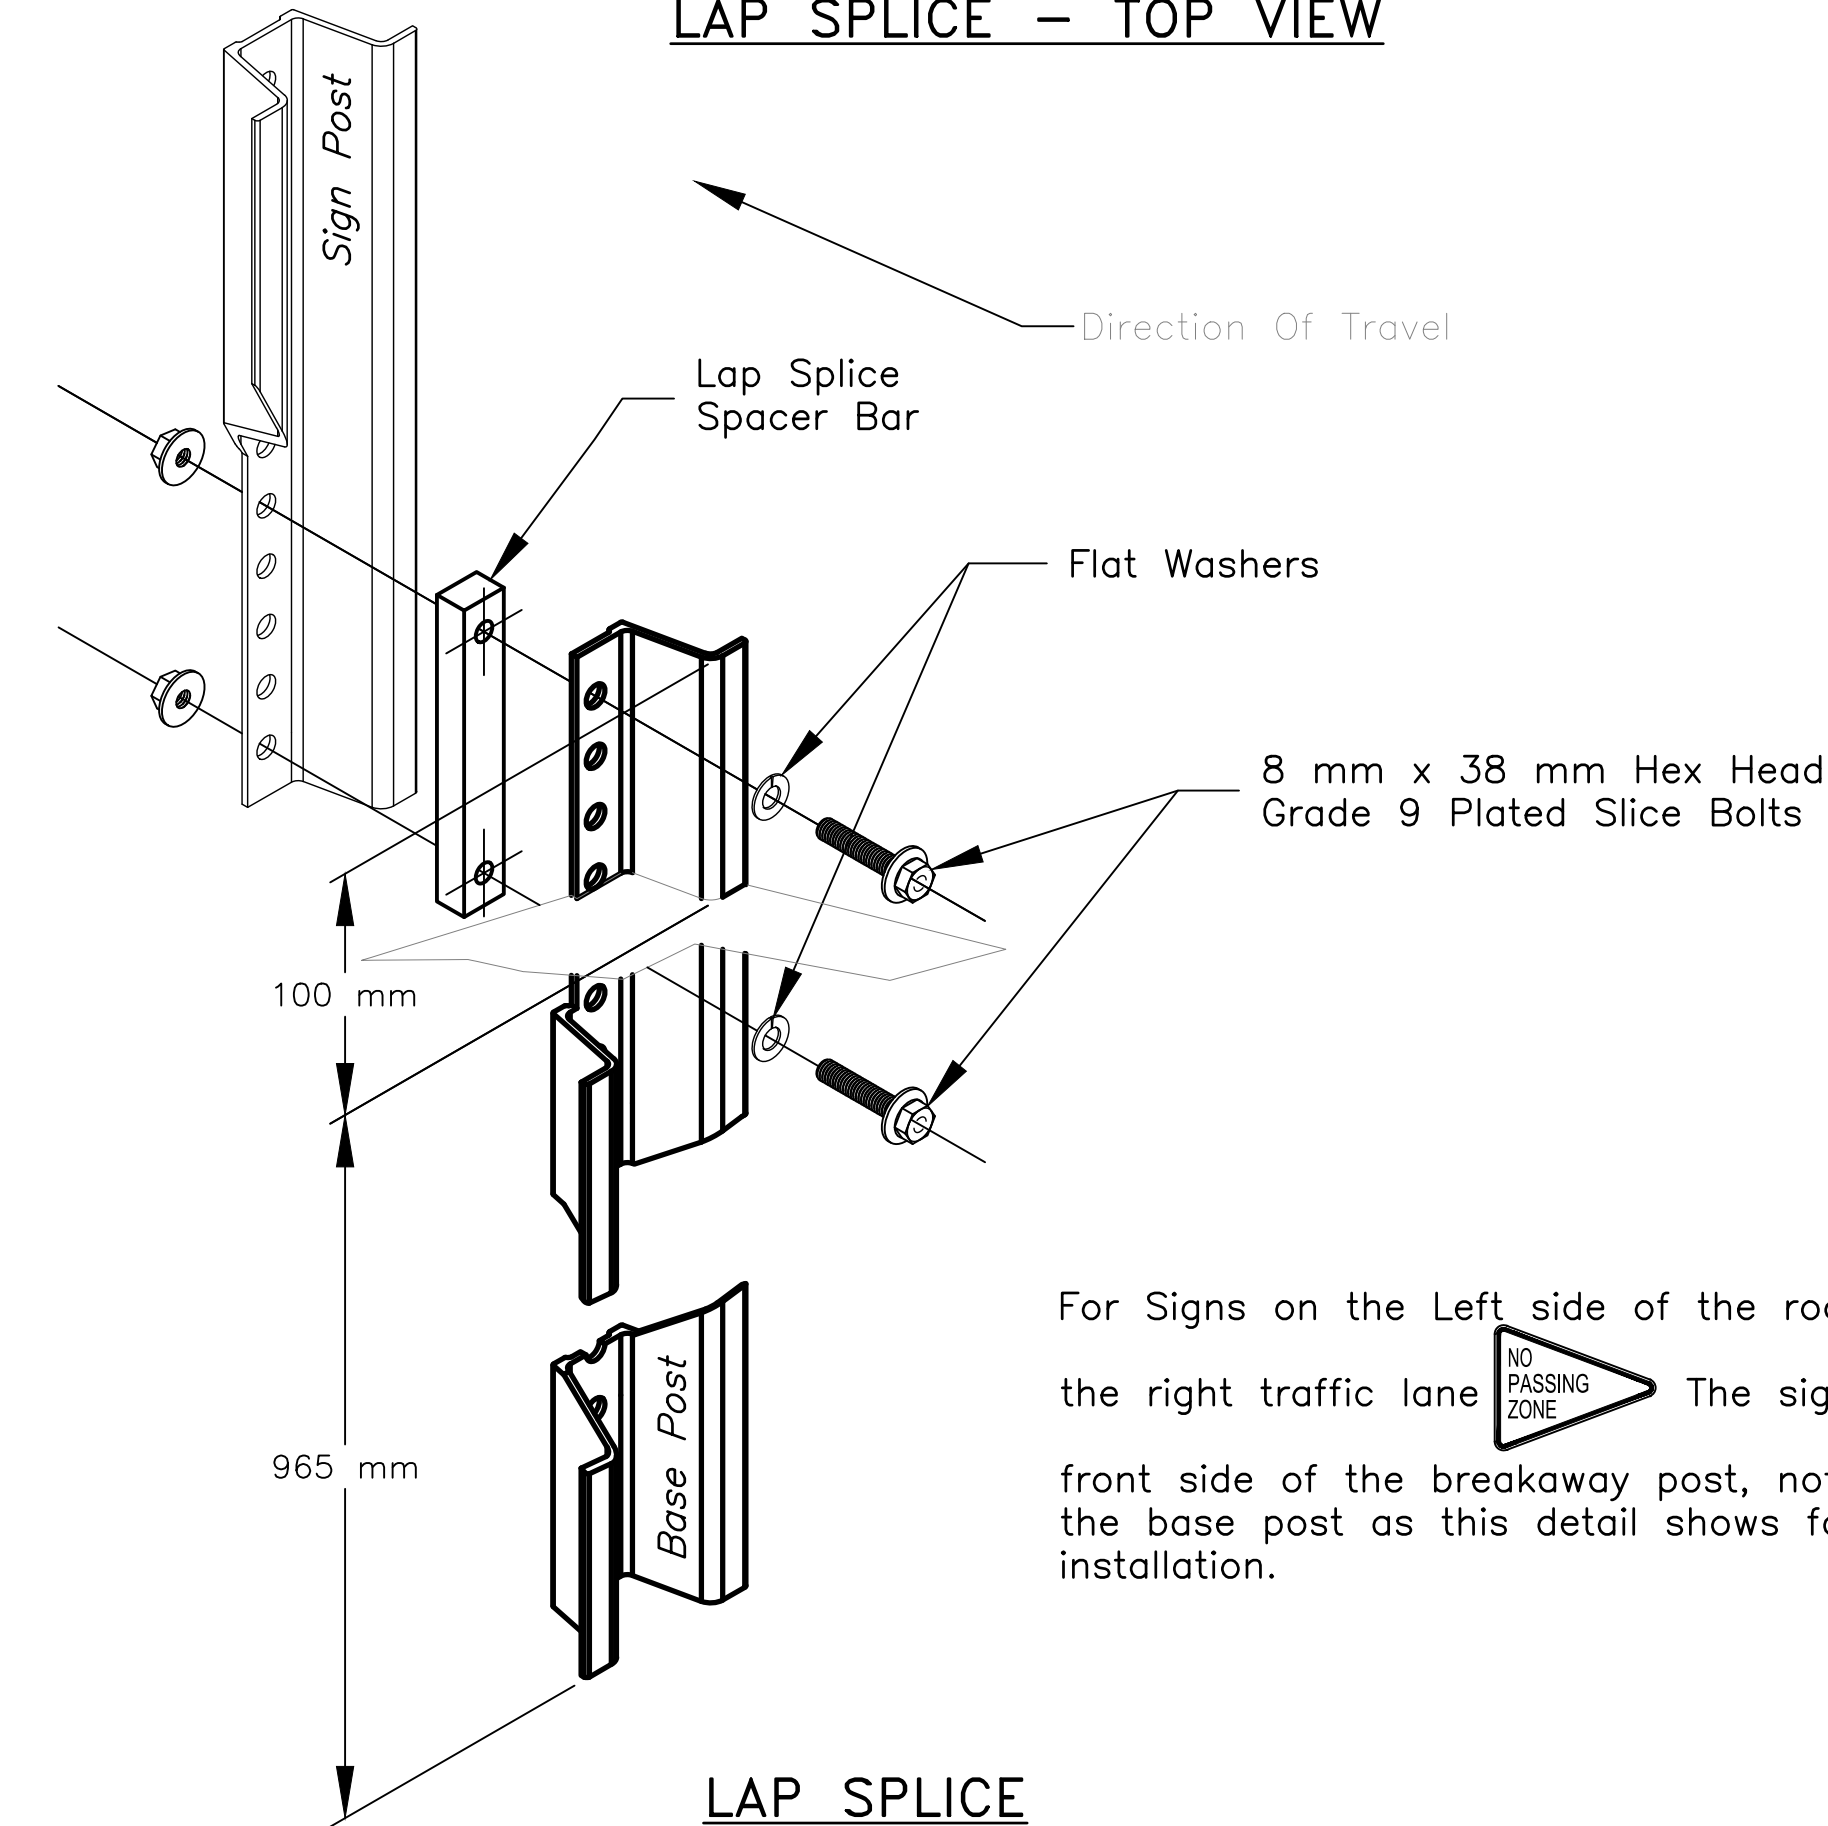 LAP SPLICE - TOP VIEW
Sign Post
Direction Of Travel
Lap Splice
Spacer Bar
Flat Washers
8 mm x 38 mm Hex Head
Grade 9 Plated Slice Bolts
100 mm
965 mm
Base Post
For Signs on the Left side of the
the right traffic lane
NO
PASSING
ZONE
The
front side of the breakaway post, not
the base post as this detail shows
installation.
LAP SPLICE